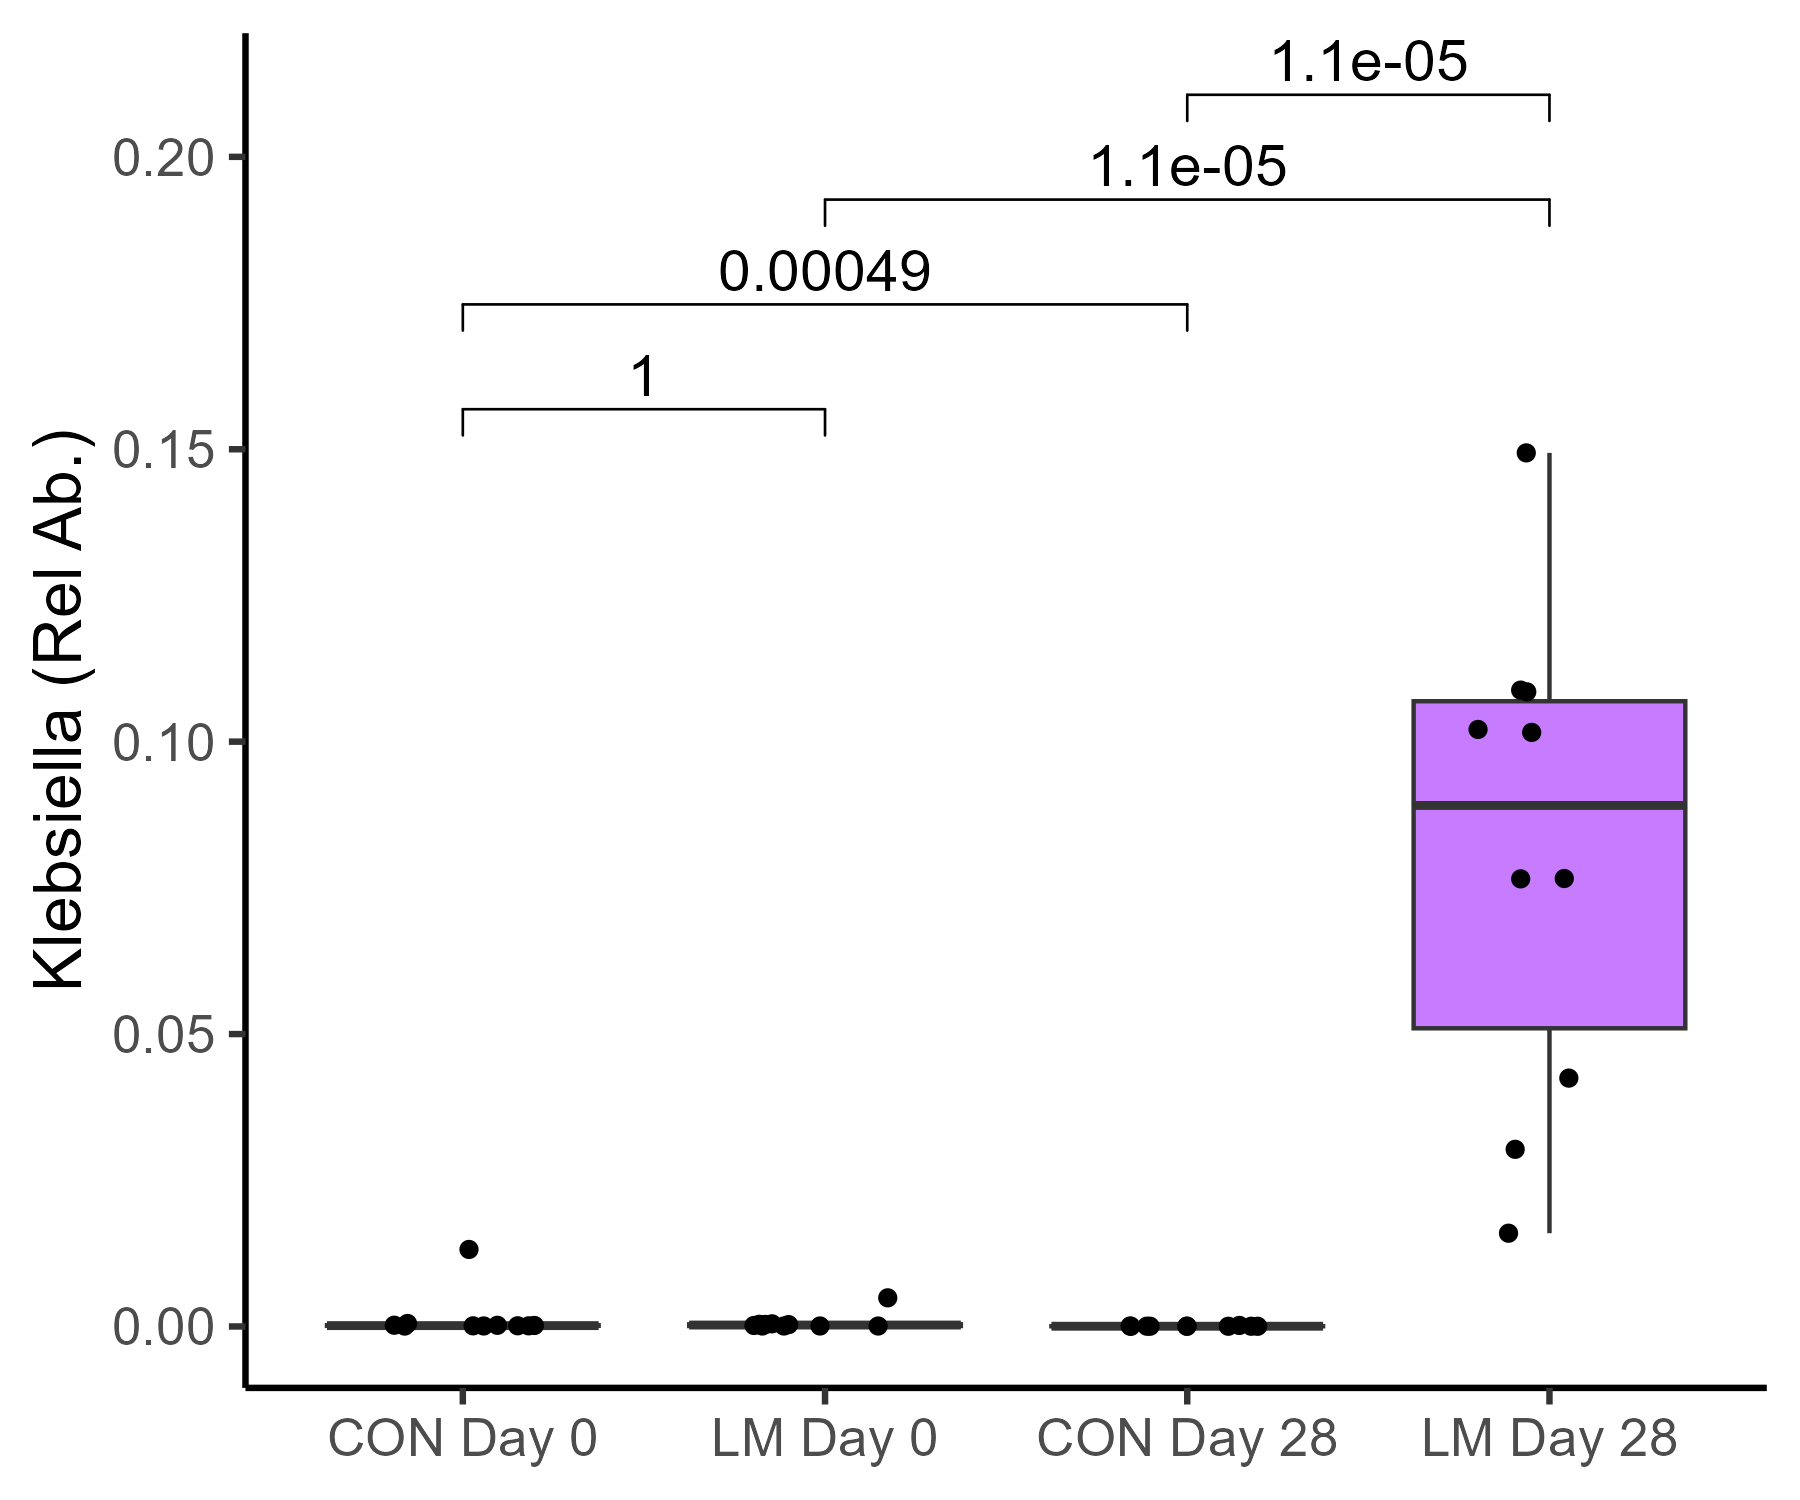 1.1e-05
1.1e-05
0.00049
1
Klebsiella (Rel Ab.)
0.20
0.15
0.10
0.05
0.00
CON Day 0
LM Day 0
CON Day 28
LM Day 28